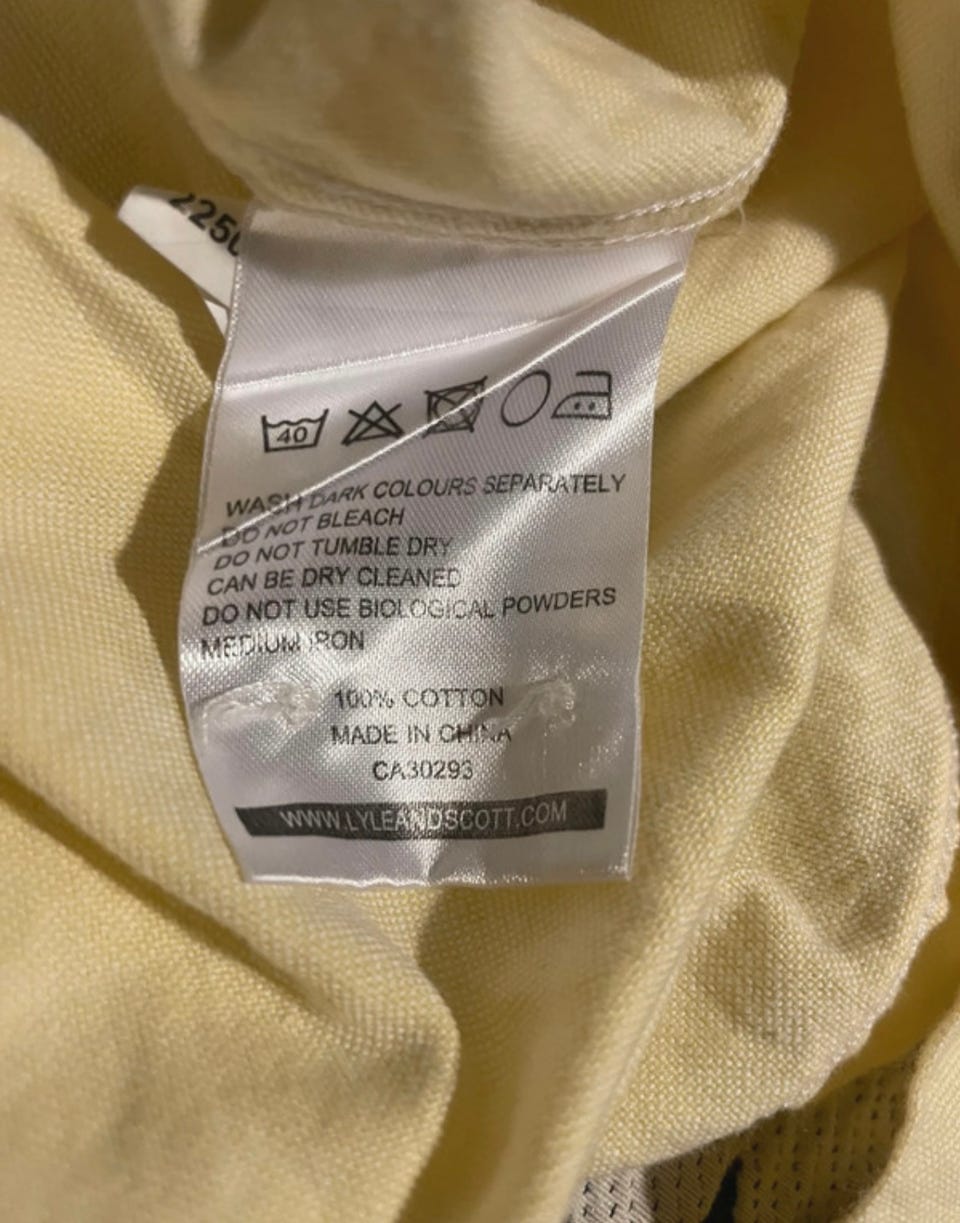 225
40
WASH DARK COLOURS SEPARATELY
DO NOT BLEACH
DO NOT TUMBLE DRY
CAN BE DRY CLEANED
DO NOT USE BIOLOGICAL POWDERS
MEDIUM IRON
100% COTTON
MADE IN CHINA
CA30293
WWW.LYLEANDSCOTT.COM